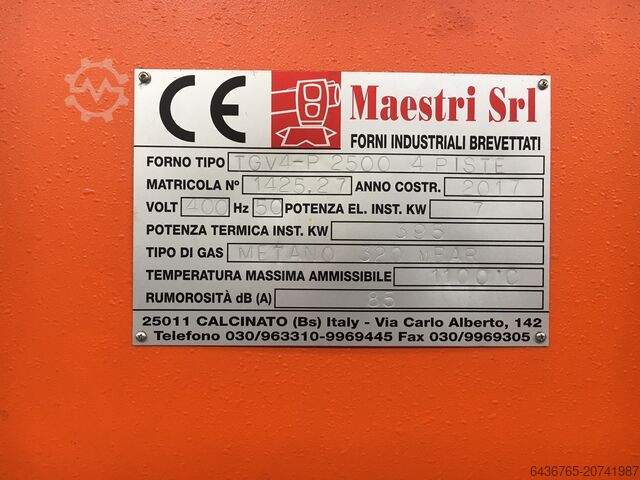 CE
Maestri Srl
FORNI INDUSTRIALI BREVETTATI
FORNO TIPO TGV4-P 2500 4 PISTE
MATRICOLA N° 1425.27 ANNO COSTR. 2017
VOLT 400 Hz 50 POTENZA EL. INST. KW 7
POTENZA TERMICA INST. KW 395
TIPO DI GAS METANO 320 MBAR
TEMPERATURA MASSIMA AMMISSIBILE 1100°C
RUMOROSITÀ dB (A) 85
25011 CALCINATO (Bs) Italy - Via Carlo Alberto, 142
Telefono 030/963310-9969445 Fax 030/9969305
6436765-20741987